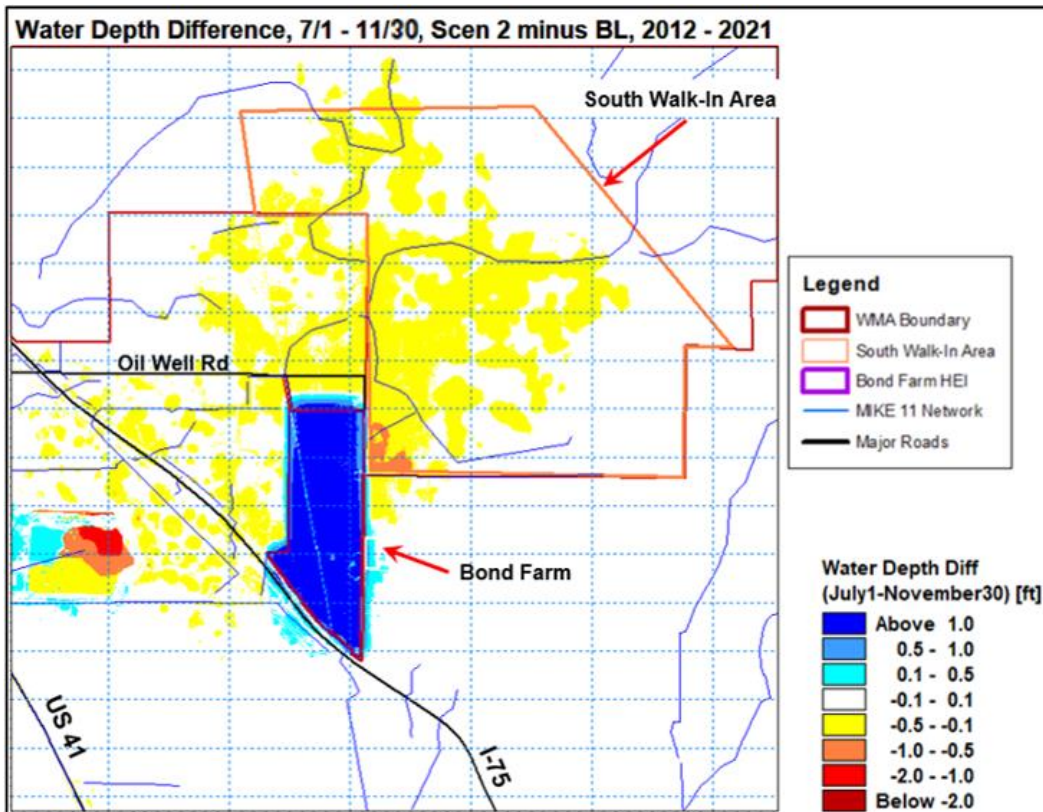 Water Depth Difference, 7/1 - 11/30, Scen 2 minus BL, 2012 - 2021
South Walk-In Area
Oil Well Rd
Bond Farm
US 41
I-75
Legend
WMA Boundary
South Walk-In Area
Bond Farm HEI
MIKE 11 Network
Major Roads
Water Depth Diff
(July1-November30) [ft]
Above 1.0
0.5 - 1.0
0.1 - 0.5
-0.1 - 0.1
-0.5 - -0.1
-1.0 - -0.5
-2.0 - -1.0
Below -2.0